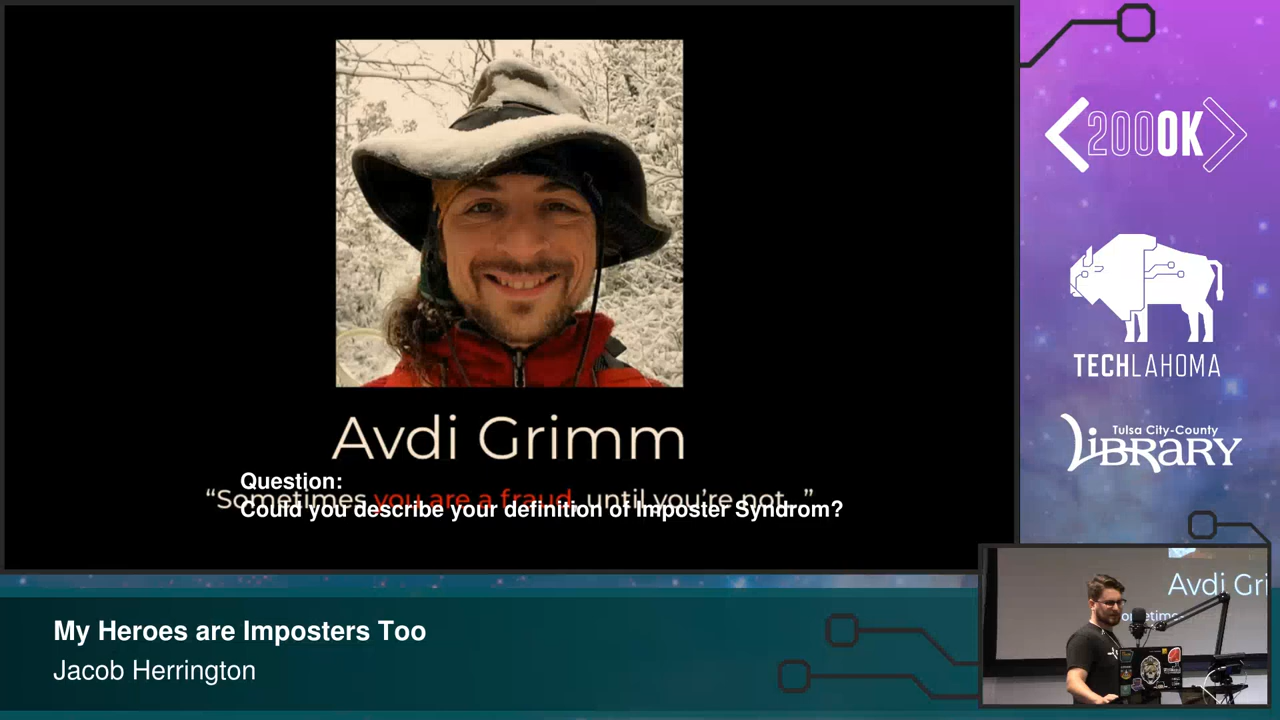 Avdi Grimm
“Sometimes you are a fraud, until you’re not…”
Question:
Could you describe your definition of Imposter Syndrom?
My Heroes are Imposters Too
Jacob Herrington
200OK
TECHLAHOMA
Tulsa City-County
LIBRARY
Avdi Gri
ometimes